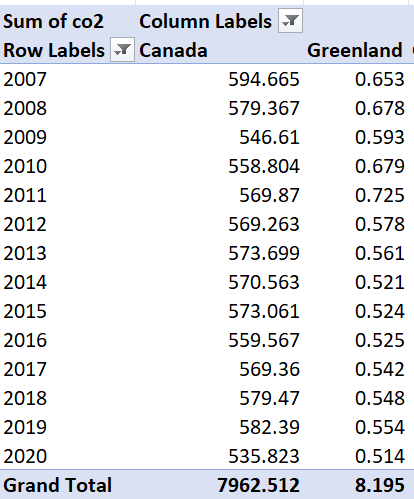 Sum of co2 Column Labels
Row Labels Canada Greenland
2007 594.665 0.653
2008 579.367 0.678
2009 546.61 0.593
2010 558.804 0.679
2011 569.87 0.725
2012 569.263 0.578
2013 573.699 0.561
2014 570.563 0.521
2015 573.061 0.524
2016 559.567 0.525
2017 569.36 0.542
2018 579.47 0.548
2019 582.39 0.554
2020 535.823 0.514
Grand Total 7962.512 8.195